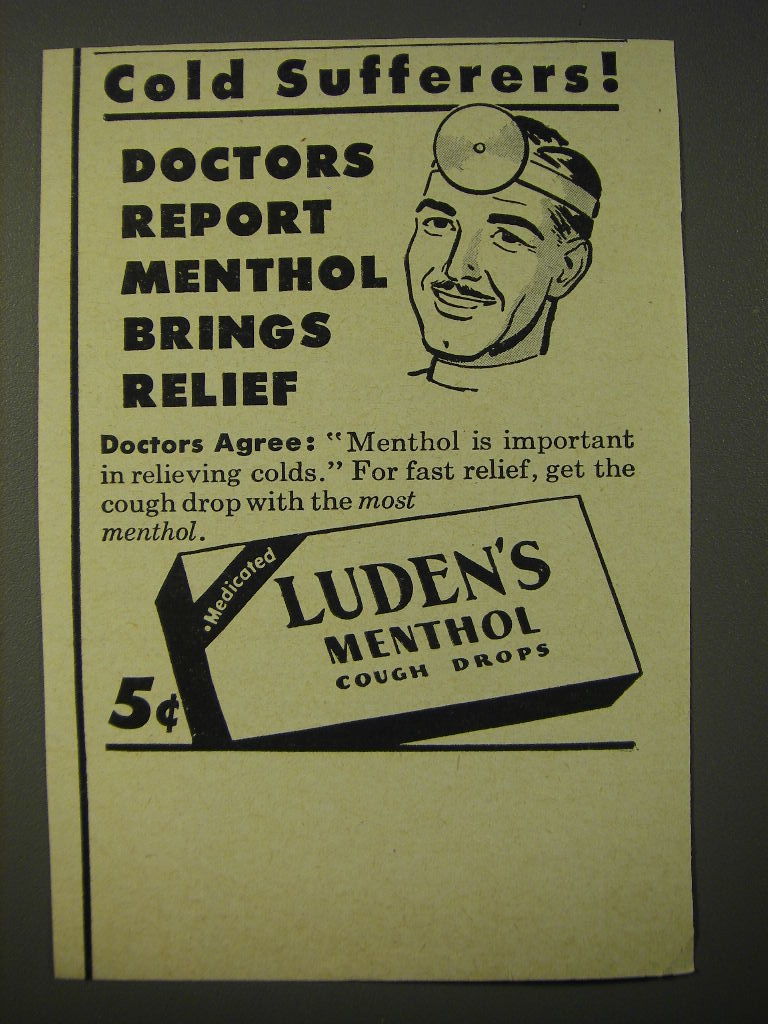 Cold Sufferers!
DOCTORS
REPORT
MENTHOL
BRINGS
RELIEF
Doctors Agree: "Menthol is important
in relieving colds." For fast relief, get the
cough drop with the most
menthol.
• Medicated
LUDEN'S
MENTHOL
COUGH DROPS
5¢